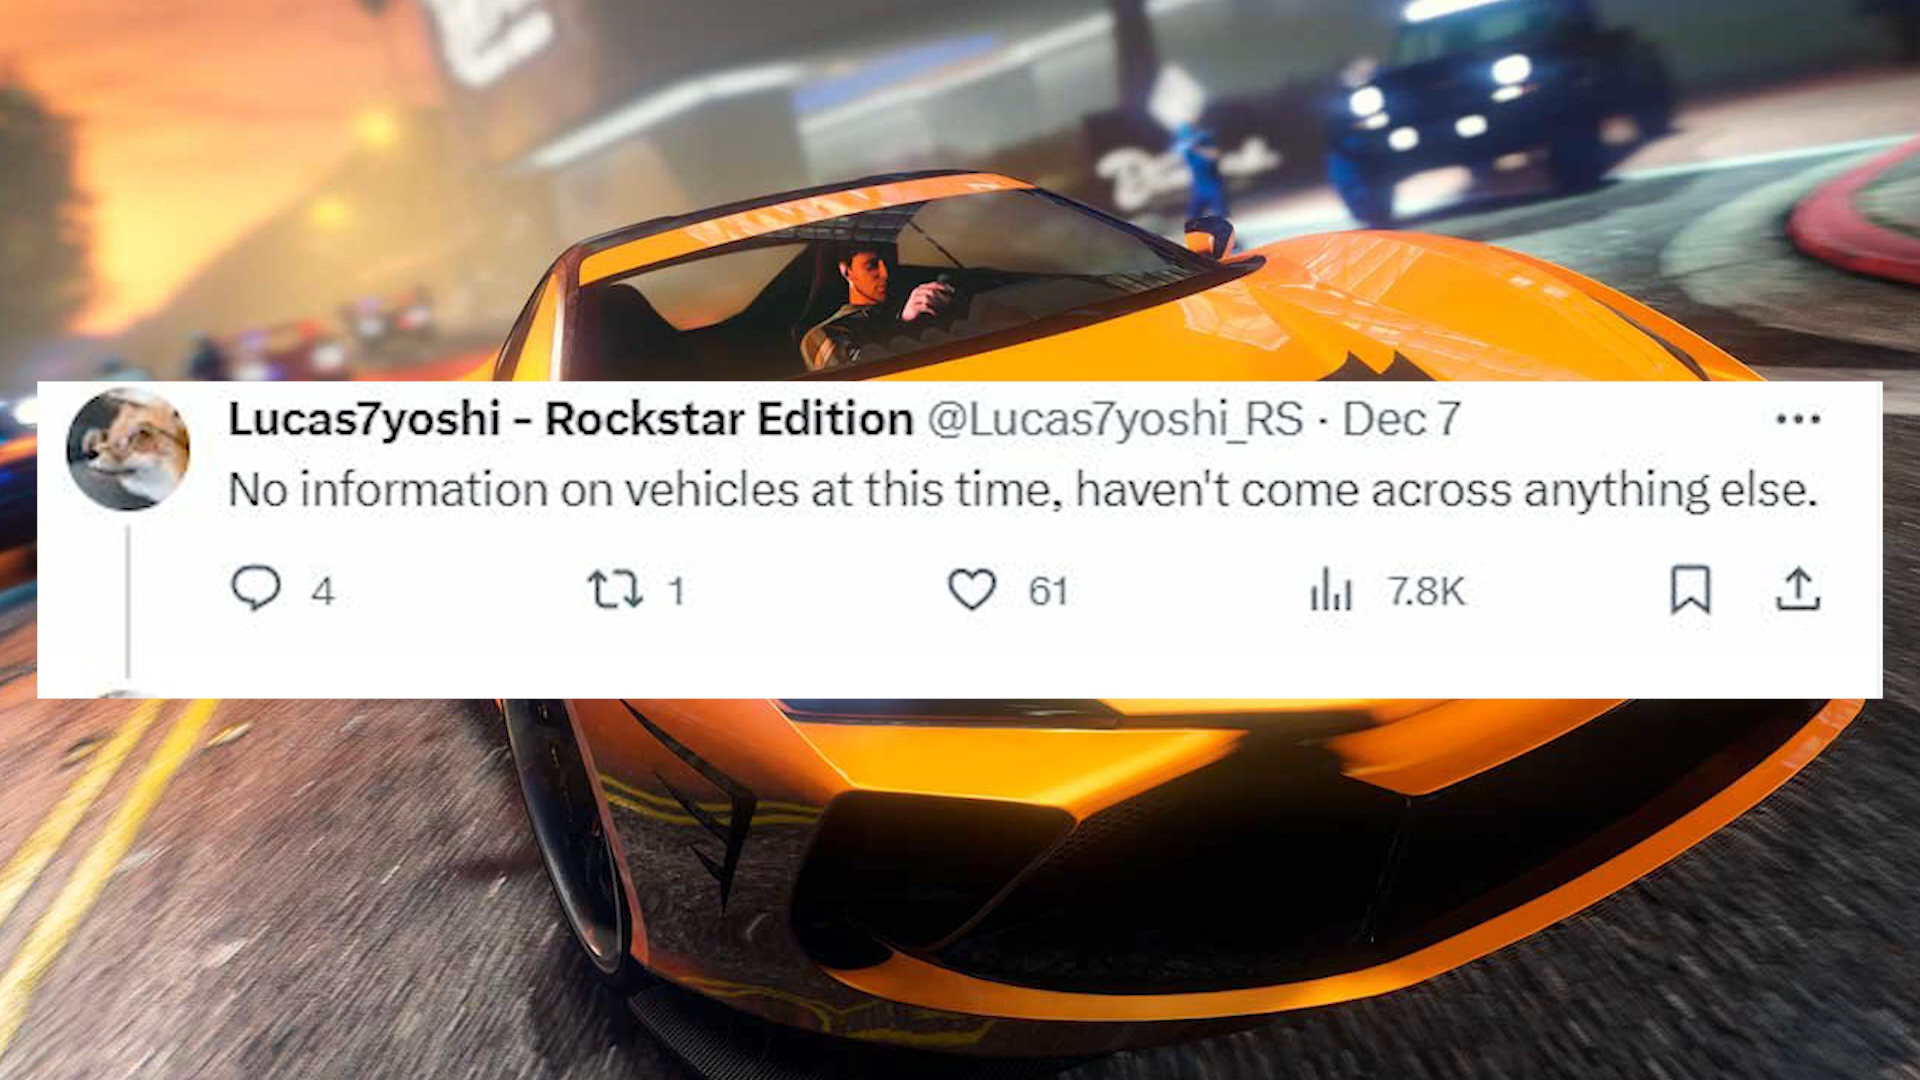 Lucas7yoshi - Rockstar Edition @Lucas7yoshi_RS · Dec 7
No information on vehicles at this time, haven't come across anything else.
4 1 61 7.8K